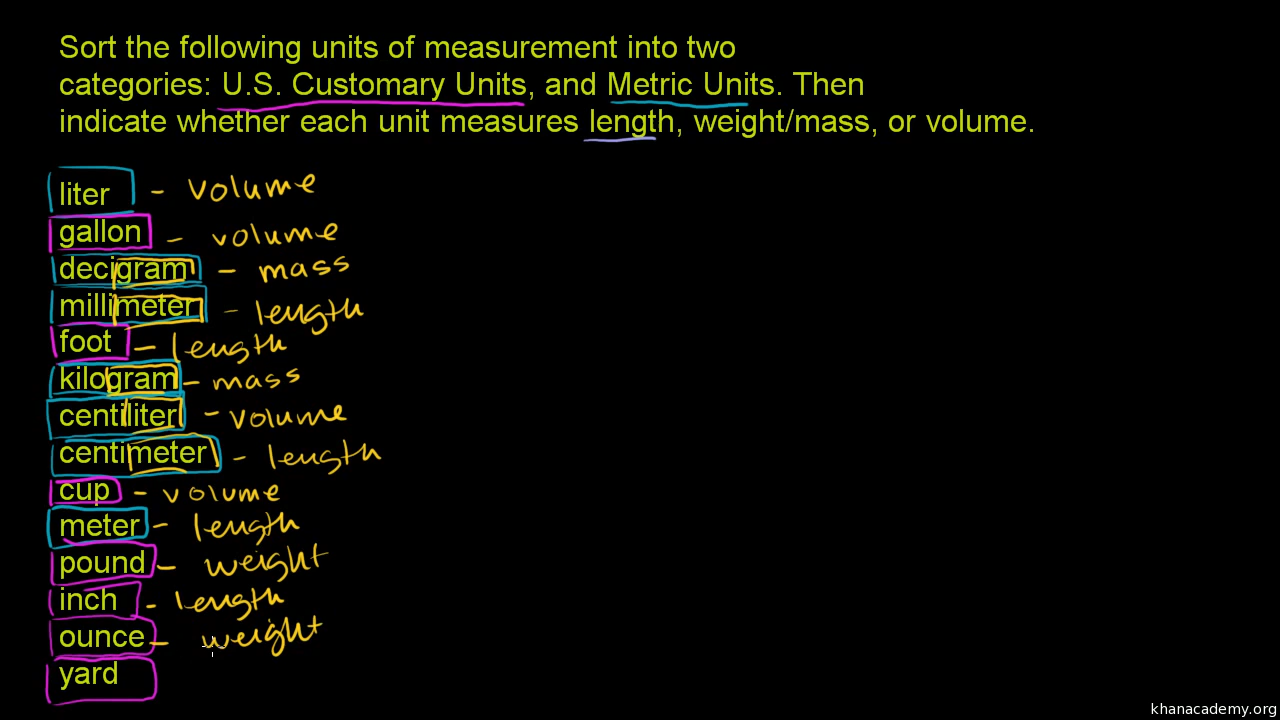 Sort the following units of measurement into two
categories: U.S. Customary Units, and Metric Units. Then
indicate whether each unit measures length, weight/mass, or volume.
liter - volume
gallon - volume
decigram - mass
millimeter - length
foot - length
kilogram - mass
centiliter - volume
centimeter - length
cup - volume
meter - length
pound - weight
inch - length
ounce - weight
yard
khanacademy.org